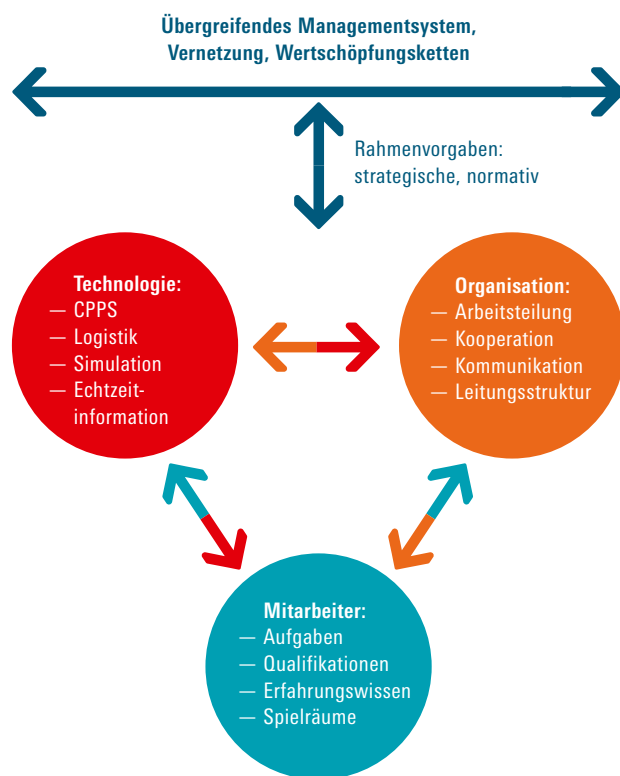 Übergreifendes Managementsystem,
Vernetzung, Wertschöpfungsketten
Rahmenvorgaben:
strategische, normativ
Technologie:
— CPPS
— Logistik
— Simulation
— Echtzeit-
information
Organisation:
— Arbeitsteilung
— Kooperation
— Kommunikation
— Leitungsstruktur
Mitarbeiter:
— Aufgaben
— Qualifikationen
— Erfahrungswissen
— Spielräume